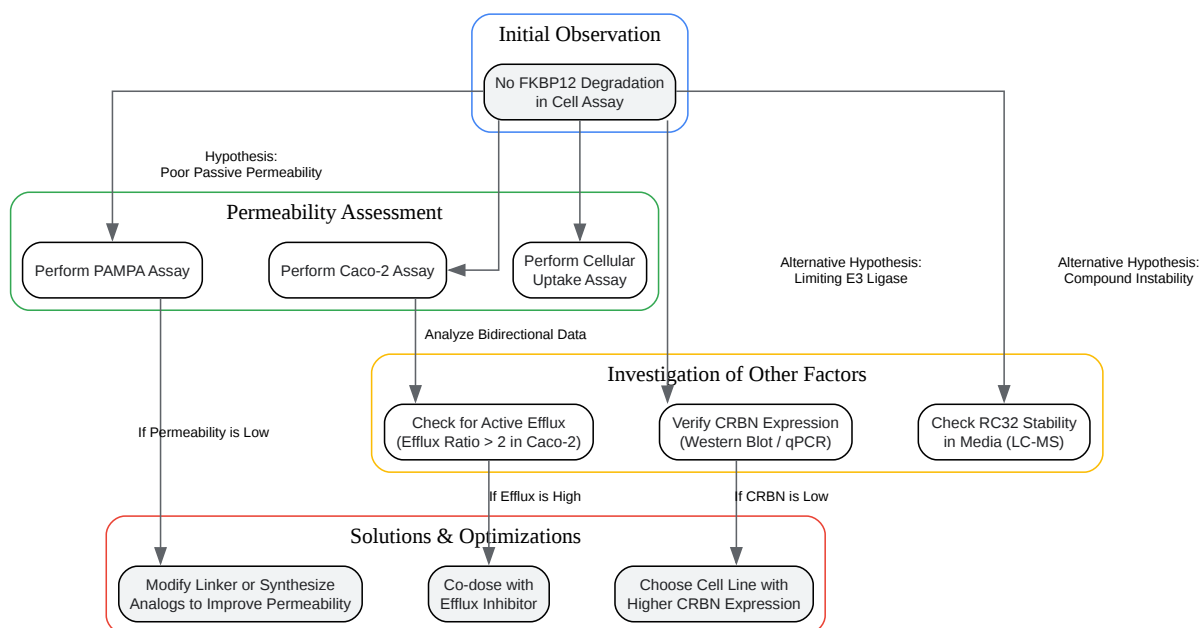 Initial Observation
No FKBP12 Degradation
in Cell Assay
Hypothesis:
Poor Passive Permeability
Permeability Assessment
Perform PAMPA Assay
Perform Caco-2 Assay
Perform Cellular
Uptake Assay
Alternative Hypothesis:
Limiting E3 Ligase
Alternative Hypothesis:
Compound Instability
Analyze Bidirectional Data
Investigation of Other Factors
If Permeability is Low
Check for Active Efflux
(Efflux Ratio > 2 in Caco-2)
Verify CRBN Expression
(Western Blot / qPCR)
Check RC32 Stability
in Media (LC-MS)
If Efflux is High
If CRBN is Low
Solutions & Optimizations
Modify Linker or Synthesize
Analogs to Improve Permeability
Co-dose with
Efflux Inhibitor
Choose Cell Line with
Higher CRBN Expression